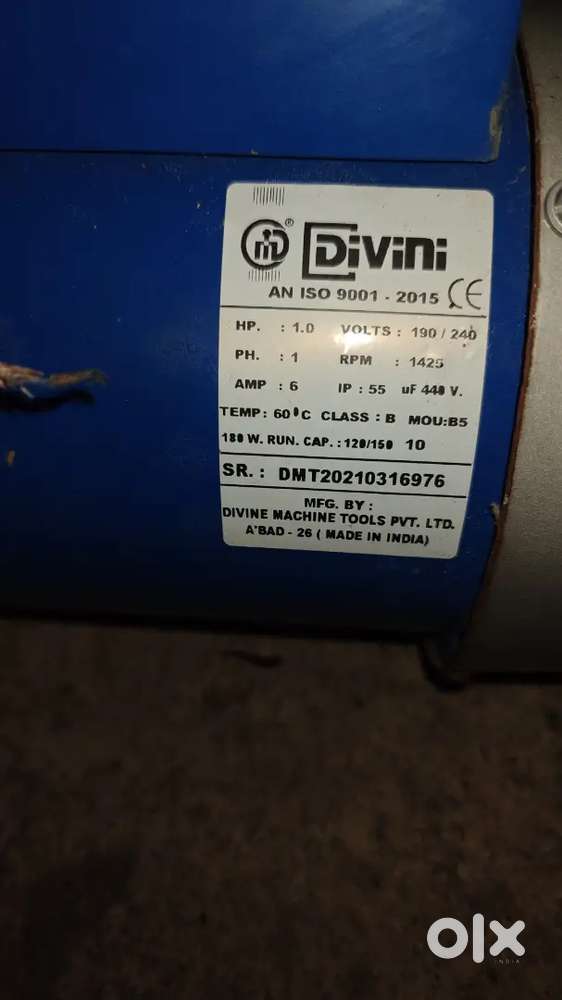 mD ® DiViNi
AN ISO 9001 - 2015 CE
HP. : 1.0 VOLTS : 190 / 240
PH. : 1 RPM : 1425
AMP : 6 IP : 55 uF 440 V.
TEMP: 60°C CLASS : B MOU:B5
180 W. RUN. CAP. : 120/150 10
SR. : DMT20210316976
MFG. BY :
DIVINE MACHINE TOOLS PVT. LTD.
A'BAD - 26 ( MADE IN INDIA)
olx
INDIA